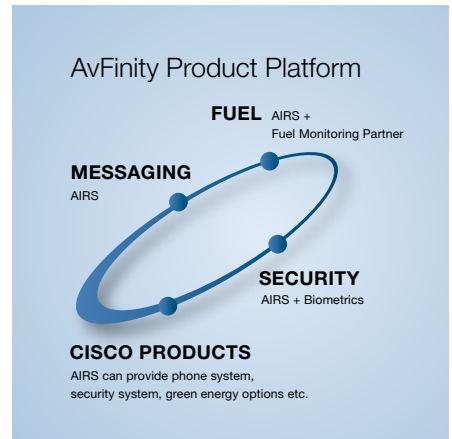 AvFinity Product Platform
FUEL AIRS +
Fuel Monitoring Partner
MESSAGING
AIRS
SECURITY
AIRS + Biometrics
CISCO PRODUCTS
AIRS can provide phone system,
security system, green energy options etc.